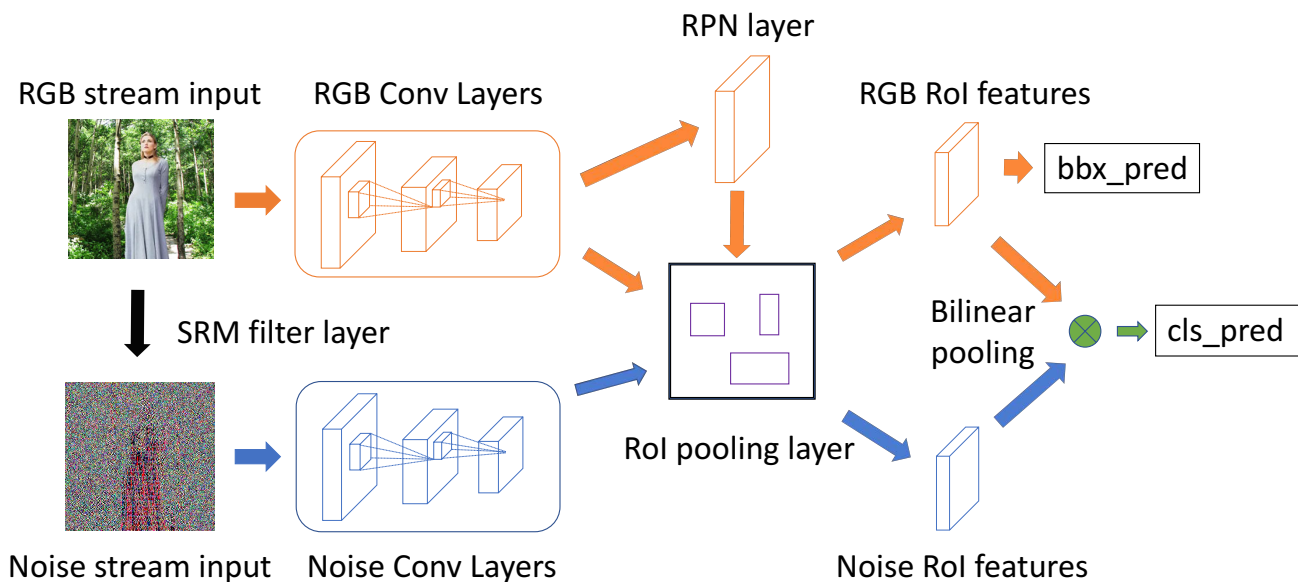 RPN layer
RGB stream input
RGB Conv Layers
RGB RoI features
bbx_pred
SRM filter layer
Bilinear
pooling
cls_pred
RoI pooling layer
Noise stream input
Noise Conv Layers
Noise RoI features